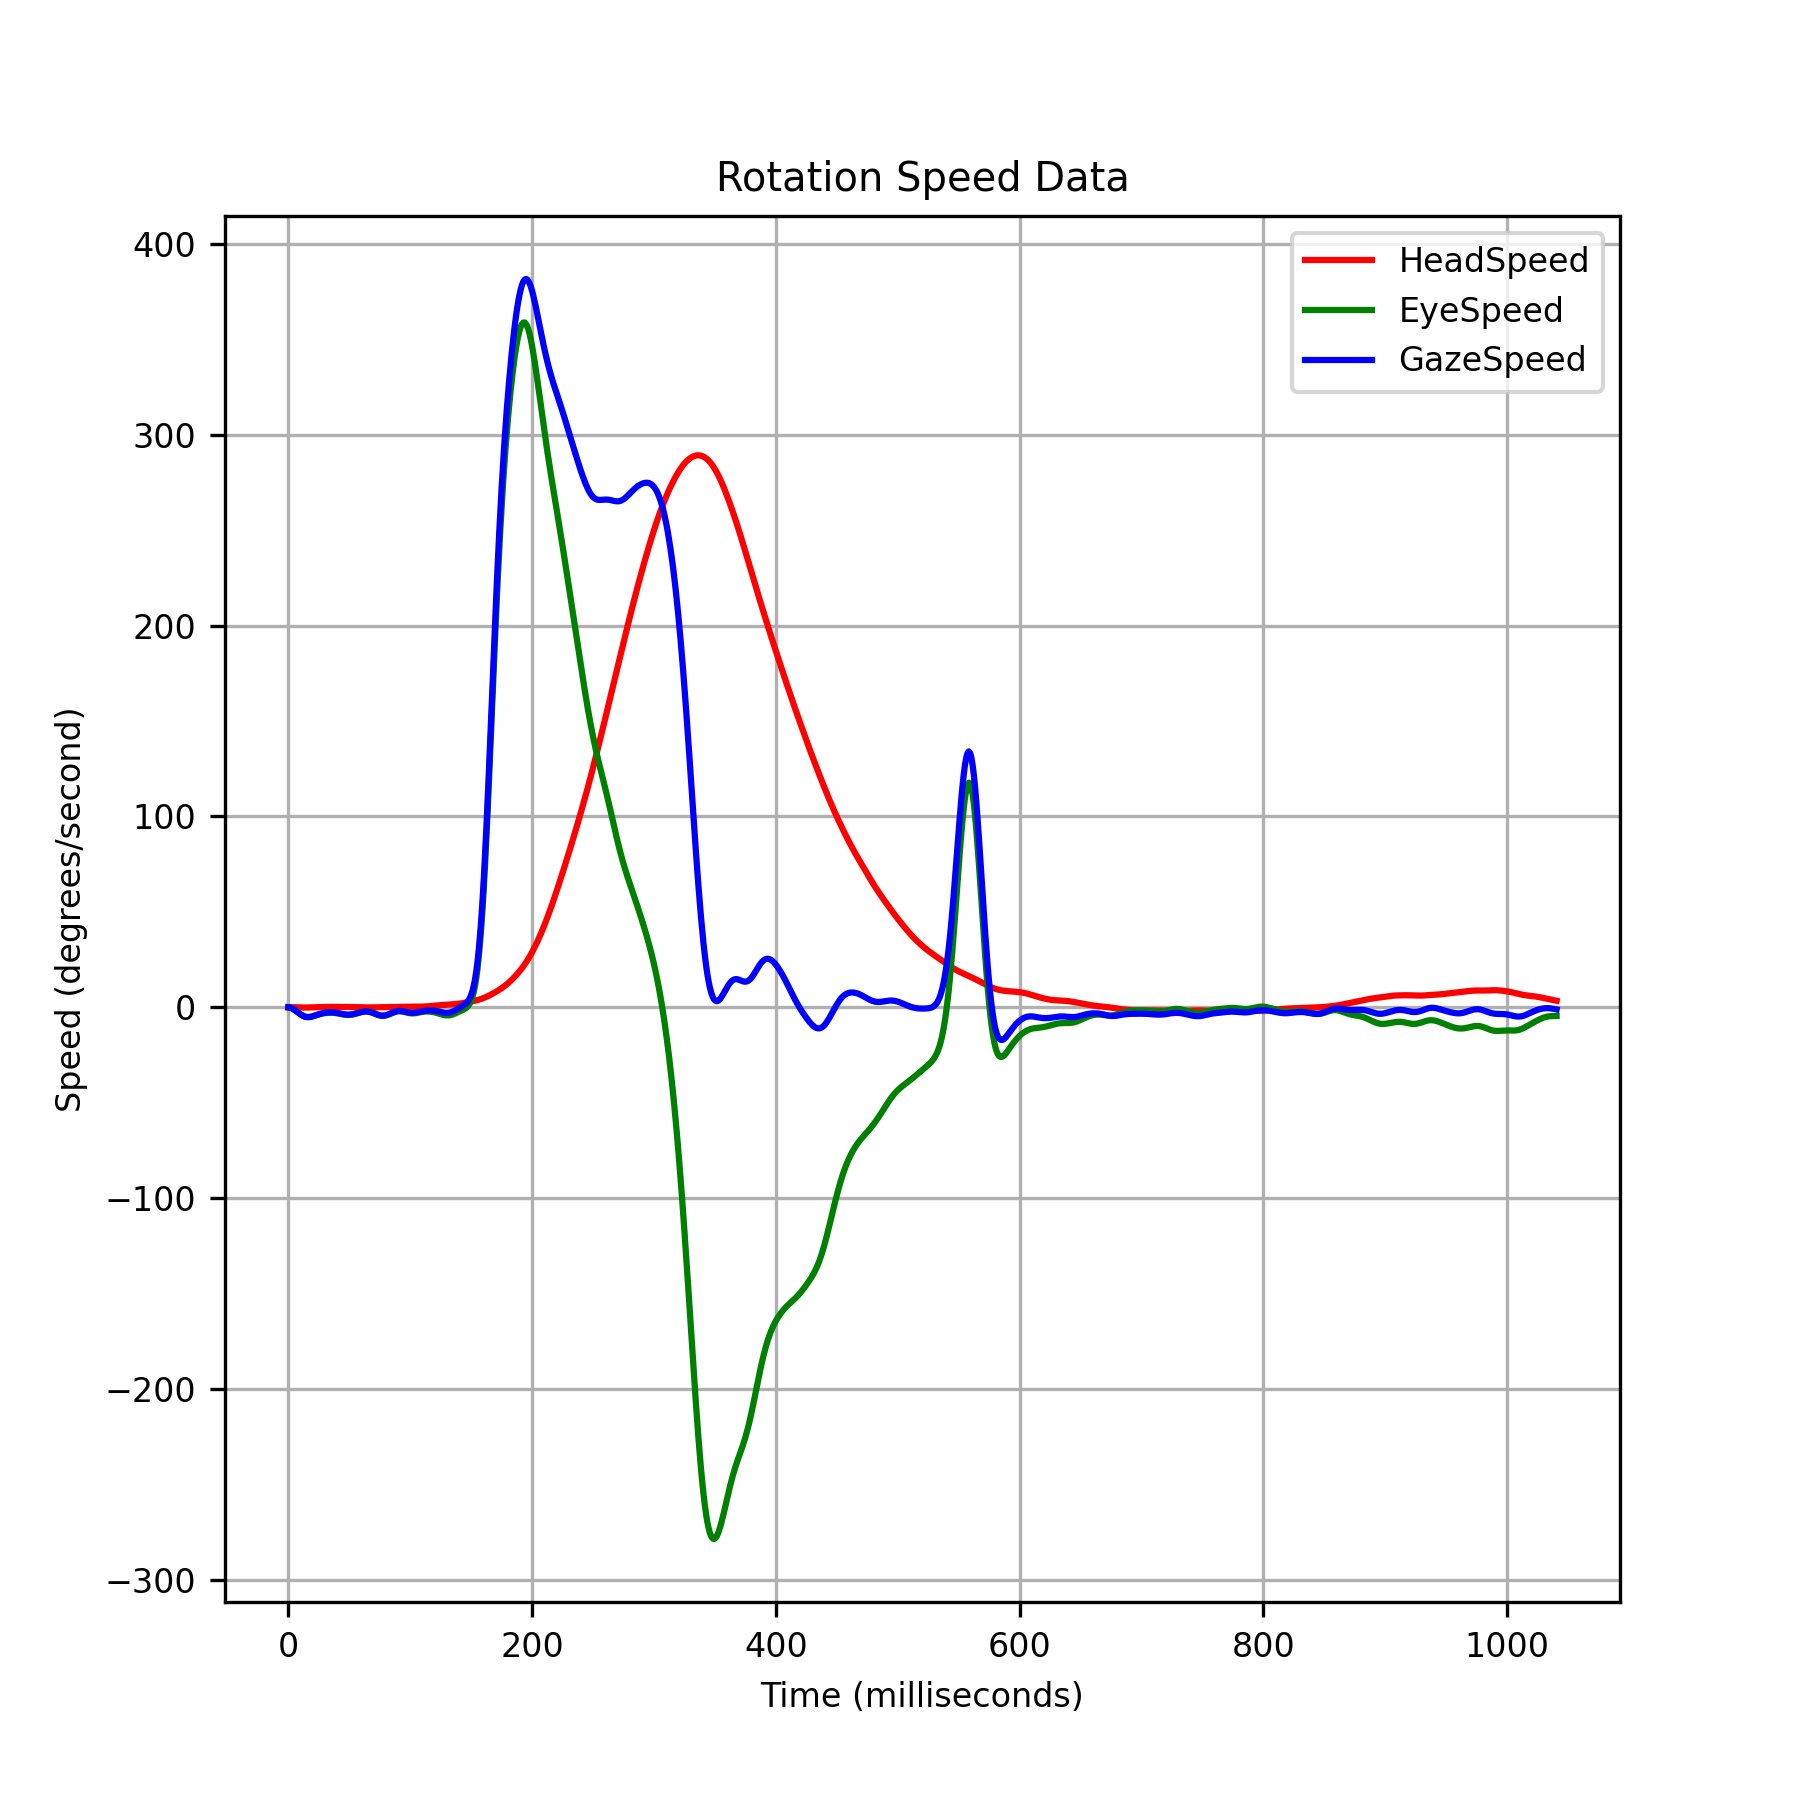 Rotation Speed Data
HeadSpeed
EyeSpeed
GazeSpeed
400
300
200
100
0
−100
−200
−300
Speed (degrees/second)
0 200 400 600 800 1000
Time (milliseconds)